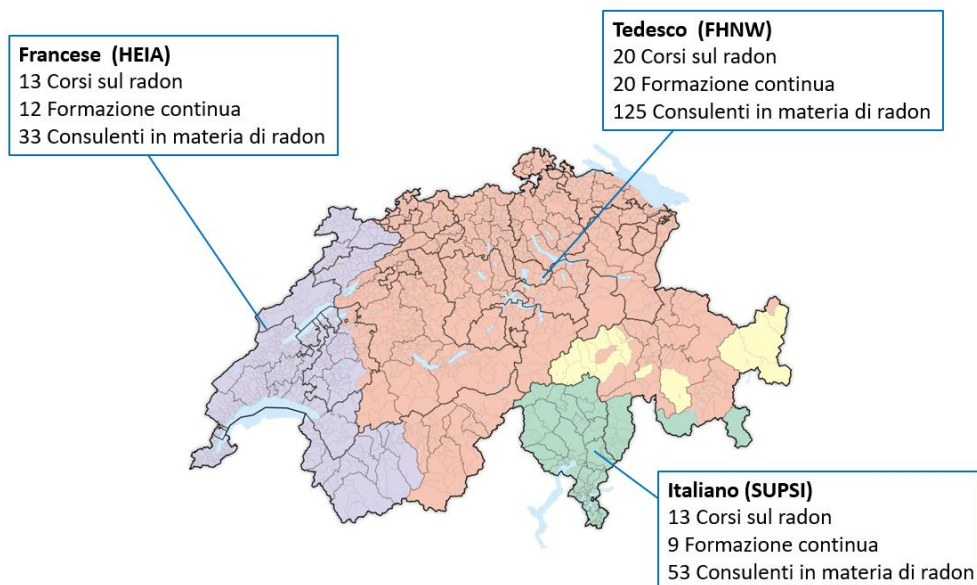 Francese (HEIA)
13 Corsi sul radon
12 Formazione continua
33 Consulenti in materia di radon
Tedesco (FHNW)
20 Corsi sul radon
20 Formazione continua
125 Consulenti in materia di radon
Italiano (SUPSI)
13 Corsi sul radon
9 Formazione continua
53 Consulenti in materia di radon